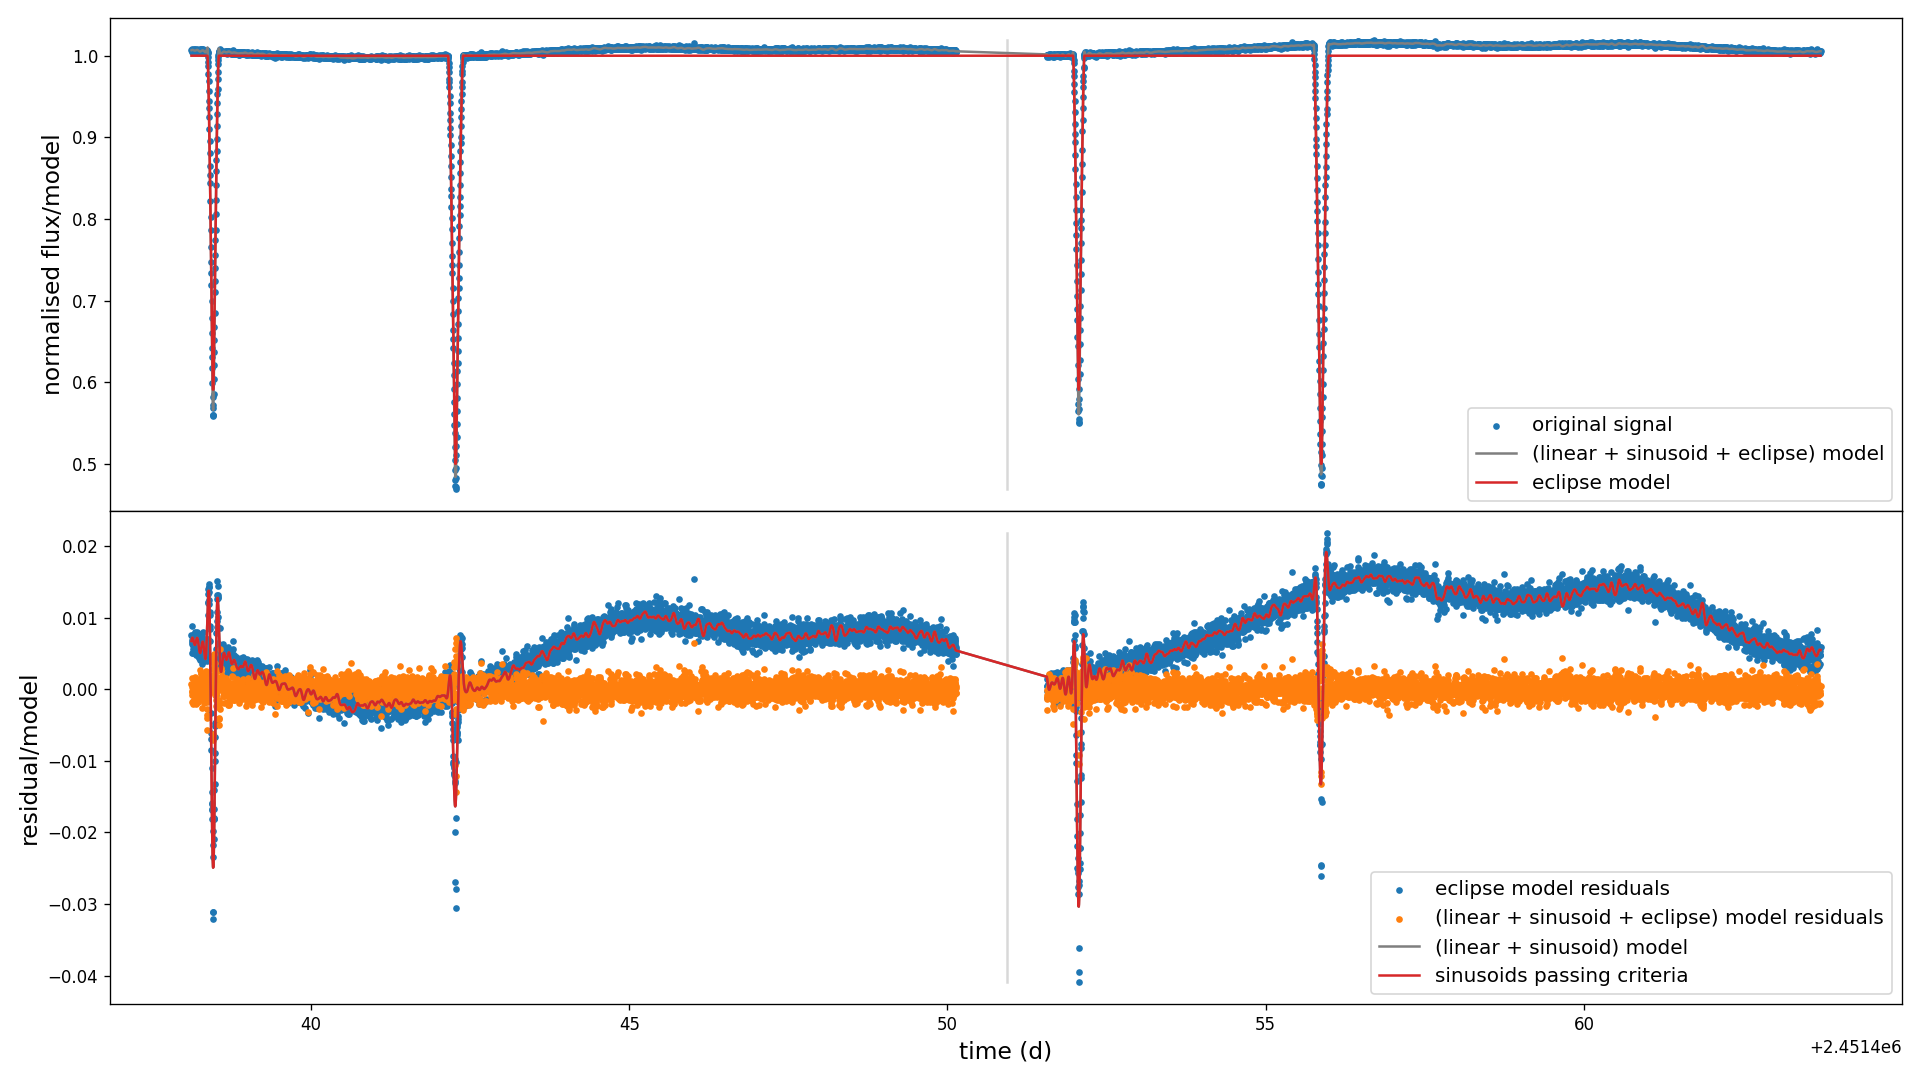 normalised flux/model
1.0
0.9
0.8
0.7
0.6
0.5
original signal
(linear + sinusoid + eclipse) model
eclipse model
residual/model
0.02
0.01
0.00
−0.01
−0.02
−0.03
−0.04
eclipse model residuals
(linear + sinusoid + eclipse) model residuals
(linear + sinusoid) model
sinusoids passing criteria
40 45 50 55 60
time (d)
+2.4514e6